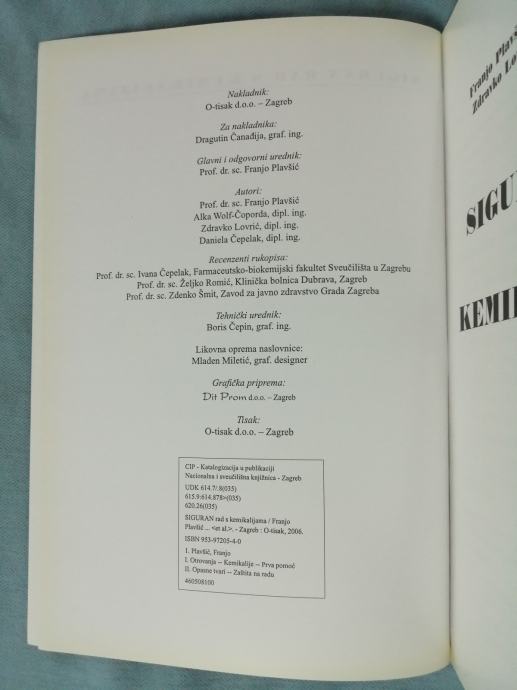 Nakladnik:
O-tisak d.o.o. – Zagreb
Za nakladnika:
Dragutin Čanađija, graf. ing.
Glavni i odgovorni urednik:
Prof. dr. sc. Franjo Plavšić
Autori:
Prof. dr. sc. Franjo Plavšić
Alka Wolf-Čoporda, dipl. ing.
Zdravko Lovrić, dipl. ing.
Daniela Čepelak, dipl. ing.
Recenzenti rukopisa:
Prof. dr. sc. Ivana Čepelak, Farmaceutsko-biokemijski fakultet Sveučilišta u Zagrebu
Prof. dr. sc. Željko Romić, Klinička bolnica Dubrava, Zagreb
Prof. dr. sc. Zdenko Šmit, Zavod za javno zdravstvo Grada Zagreba
Tehnički urednik:
Boris Čepin, graf. ing.
Likovna oprema naslovnice:
Mladen Miletić, graf. designer
Grafička priprema:
Dit Prom d.o.o. – Zagreb
Tisak:
O-tisak d.o.o. – Zagreb
CIP - Katalogizacija u publikaciji
Nacionalna i sveučilišna knjižnica - Zagreb
UDK 614.7/.8(035)
615.9:614.878>(035)
620.26(035)
SIGURAN rad s kemikalijama / Franjo
Plavšić ... <et al.>. - Zagreb : O-tisak, 2006.
ISBN 953-97205-4-0
I. Plavšić, Franjo
I. Otrovanja -- Kemikalije -- Prva pomoć
II. Opasne tvari -- Zaštita na radu
460508100
Franjo Plavš
Zdravko Lo
SIGU
KEMI